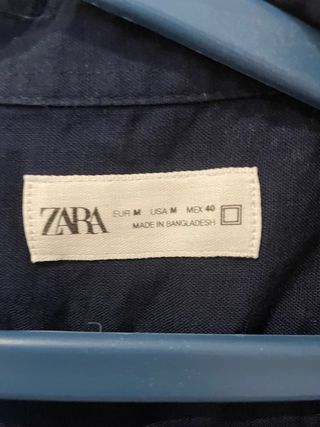 ZARA
EUR M USA M MEX 40
MADE IN BANGLADESH